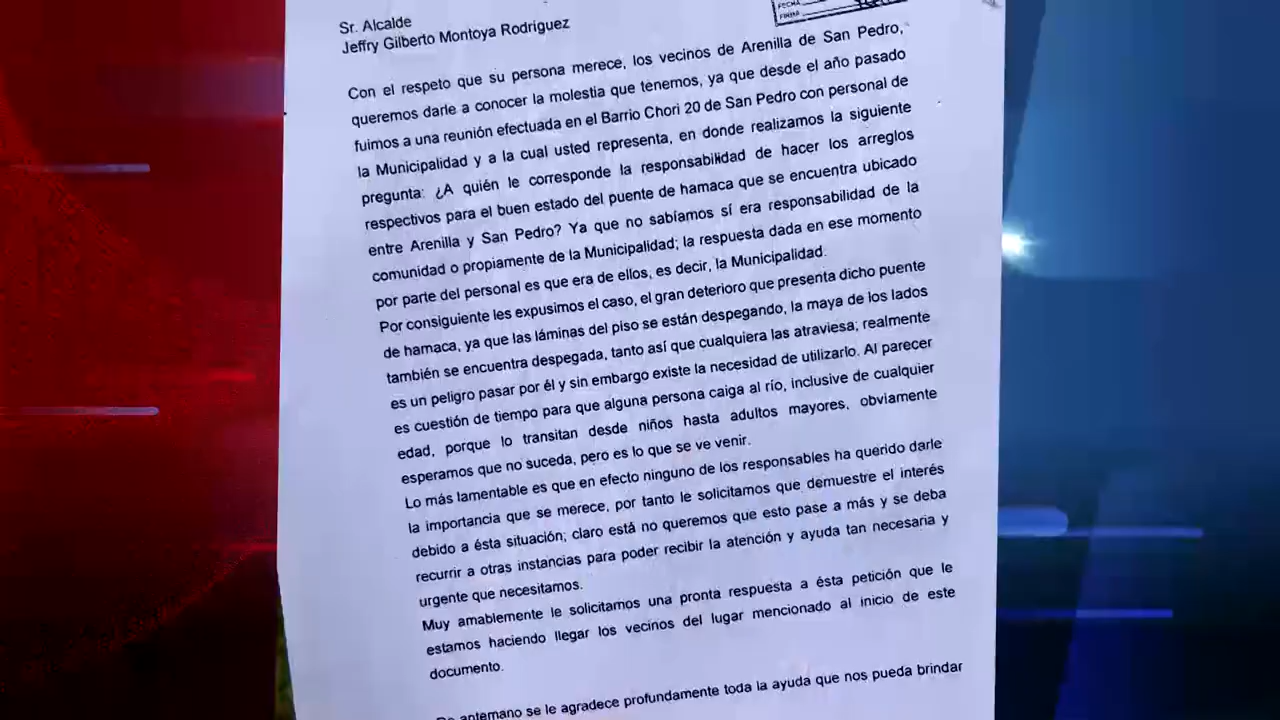 FECHA
FIRMA
Sr. Alcalde
Jeffry Gilberto Montoya Rodriguez
Con el respeto que su persona merece, los vecinos de Arenilla de San Pedro,
queremos darle a conocer la molestia que tenemos, ya que desde el año pasado
fuimos a una reunión efectuada en el Barrio Chori 20 de San Pedro con personal de
la Municipalidad y a la cual usted representa, en donde realizamos la siguiente
pregunta: ¿A quién le corresponde la responsabilidad de hacer los arreglos
respectivos para el buen estado del puente de hamaca que se encuentra ubicado
entre Arenilla y San Pedro? Ya que no sabíamos sí era responsabilidad de la
comunidad o propiamente de la Municipalidad; la respuesta dada en ese momento
por parte del personal es que era de ellos, es decir, la Municipalidad.
Por consiguiente les expusimos el caso, el gran deterioro que presenta dicho puente
de hamaca, ya que las láminas del piso se están despegando, la maya de los lados
también se encuentra despegada, tanto así que cualquiera las atraviesa; realmente
es un peligro pasar por él y sin embargo existe la necesidad de utilizarlo. Al parecer
es cuestión de tiempo para que alguna persona caiga al río, inclusive de cualquier
edad, porque lo transitan desde niños hasta adultos mayores, obviamente
esperamos que no suceda, pero es lo que se ve venir.
Lo más lamentable es que en efecto ninguno de los responsables ha querido darle
la importancia que se merece, por tanto le solicitamos que demuestre el interés
debido a ésta situación; claro está no queremos que esto pase a más y se deba
recurrir a otras instancias para poder recibir la atención y ayuda tan necesaria y
urgente que necesitamos.
Muy amablemente le solicitamos una pronta respuesta a ésta petición que le
estamos haciendo llegar los vecinos del lugar mencionado al inicio de este
documento.
De antemano se le agradece profundamente toda la ayuda que nos pueda brindar